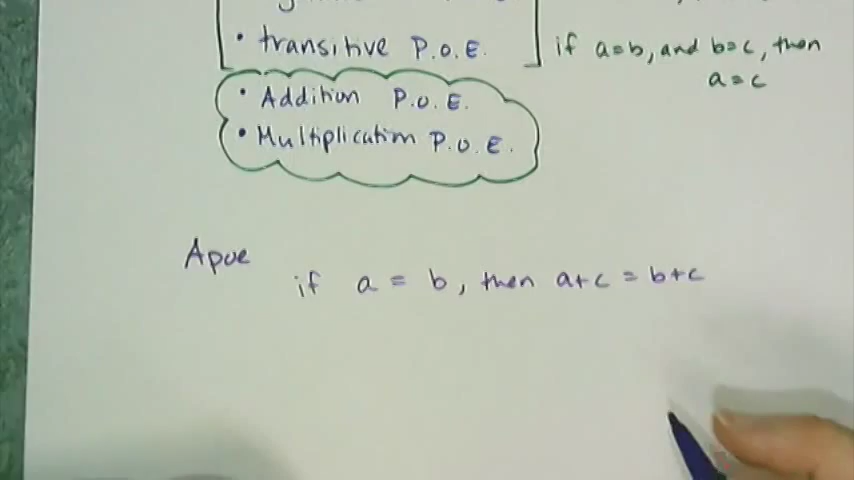 • transitive P.O.E.
if a=b, and b=c, then
a=c
• Addition P.O.E.
• Multiplication P.O.E.
Apoe
if a = b, then a+c = b+c